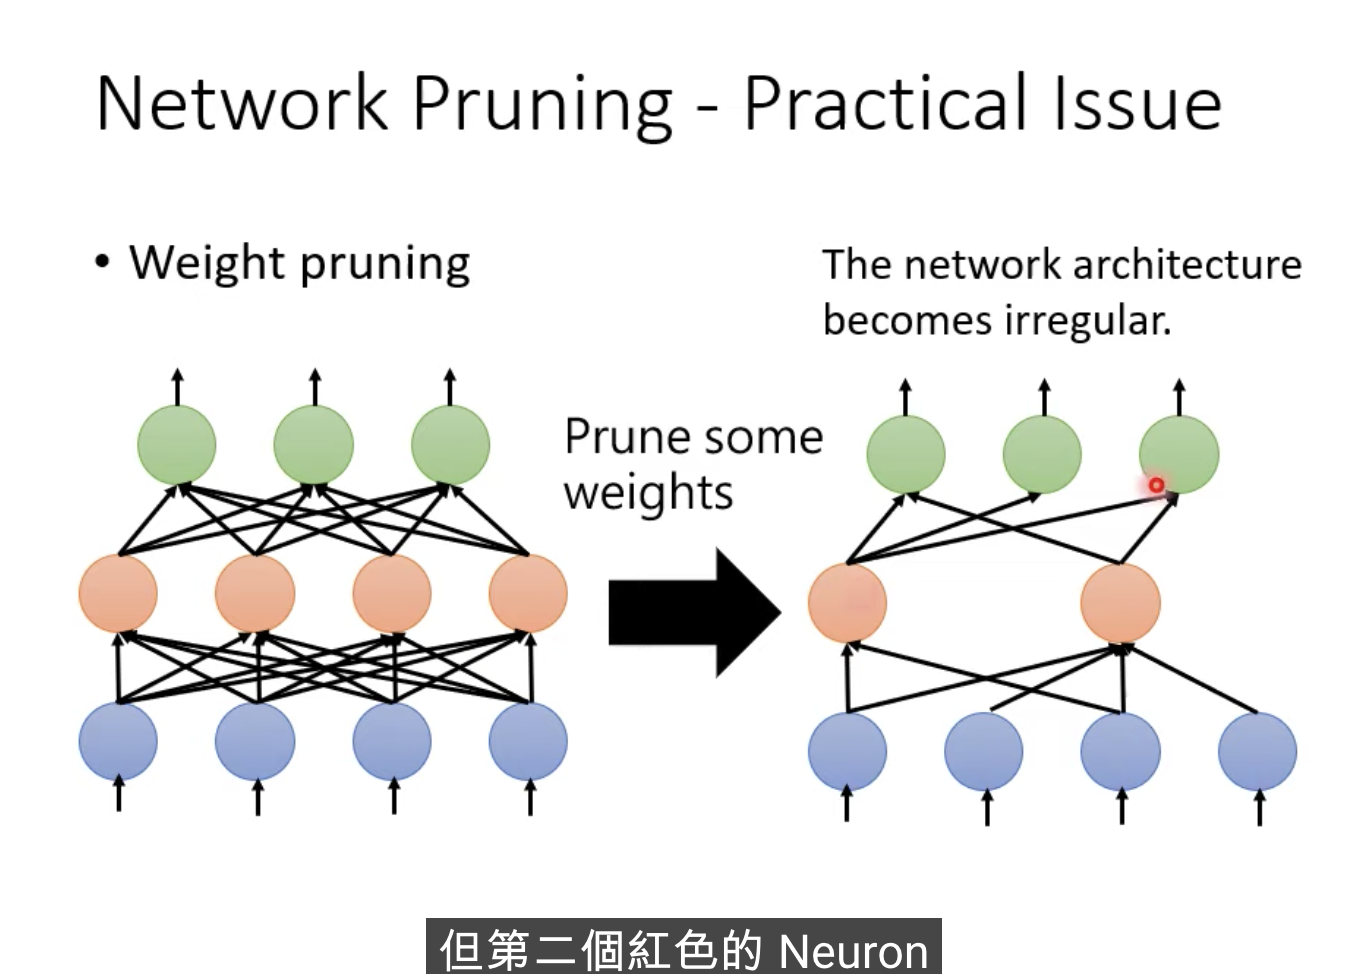 Network Pruning - Practical Issue
• Weight pruning
The network architecture
becomes irregular.
Prune some
weights
但第二個紅色的 Neuron